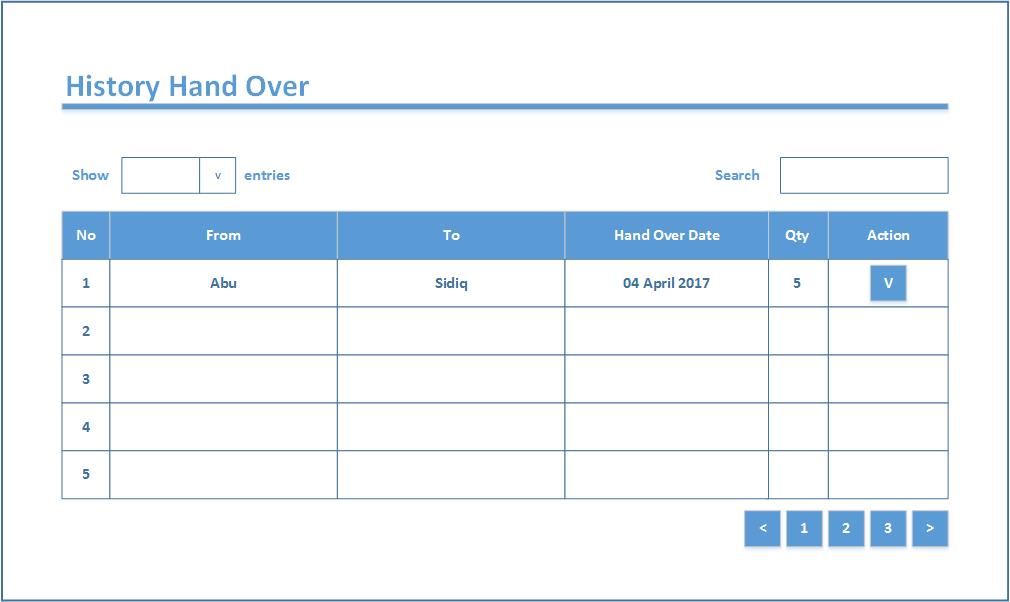 History Hand Over
Show v entries Search
No From To Hand Over Date Qty Action
1 Abu Sidiq 04 April 2017 5 V
2
3
4
5
< 1 2 3 >